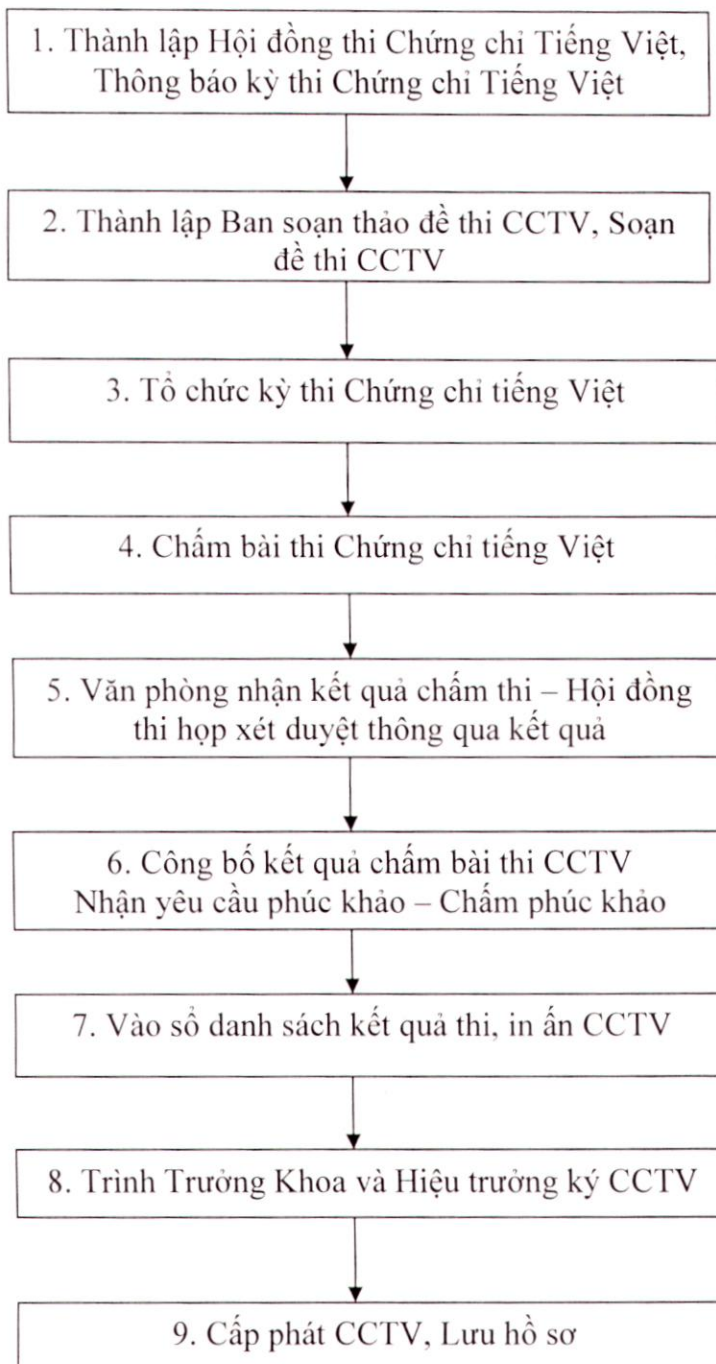 1. Thành lập Hội đồng thi Chứng chỉ Tiếng Việt,
Thông báo kỳ thi Chứng chỉ Tiếng Việt
2. Thành lập Ban soạn thảo đề thi CCTV, Soạn
đề thi CCTV
3. Tổ chức kỳ thi Chứng chỉ tiếng Việt
4. Chấm bài thi Chứng chỉ tiếng Việt
5. Văn phòng nhận kết quả chấm thi – Hội đồng
thi họp xét duyệt thông qua kết quả
6. Công bố kết quả chấm bài thi CCTV
Nhận yêu cầu phúc khảo – Chấm phúc khảo
7. Vào sổ danh sách kết quả thi, in ấn CCTV
8. Trình Trưởng Khoa và Hiệu trưởng ký CCTV
9. Cấp phát CCTV, Lưu hồ sơ